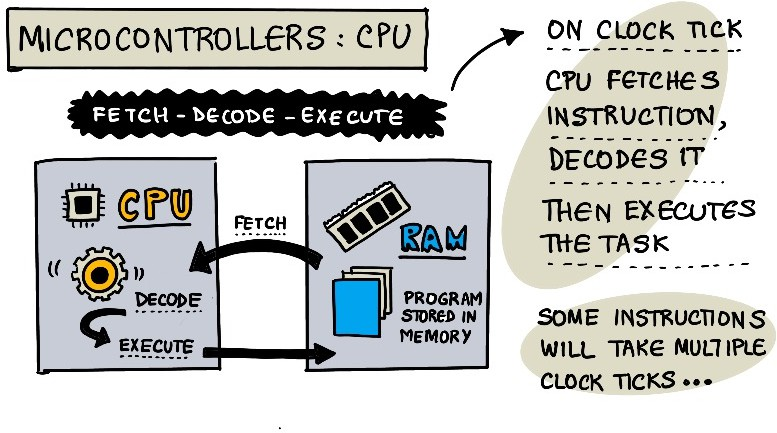 MICROCONTROLLERS: CPU
FETCH-DECODE-EXECUTE
CPU
DECODE
EXECUTE
FETCH
RAM
PROGRAM
STORED IN
MEMORY
ON CLOCK TICK
CPU FETCHES
INSTRUCTION,
DECODES IT
THEN EXECUTES
THE TASK
SOME INSTRUCTIONS
WILL TAKE MULTIPLE
CLOCK TICKS...